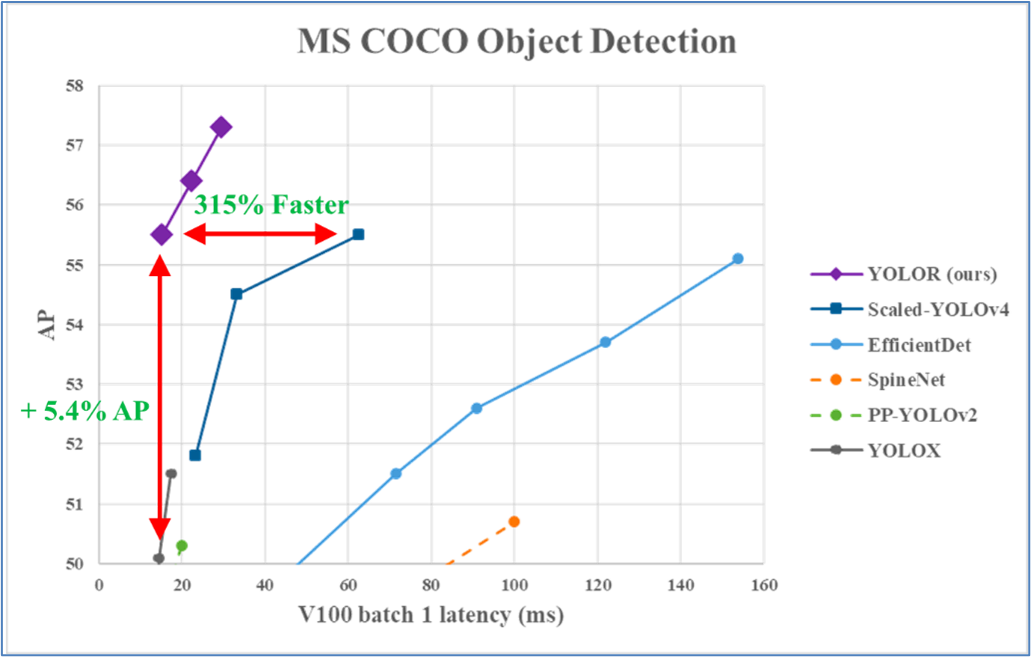 MS COCO Object Detection
58
57
56
55
54
53
52
51
50
AP
315% Faster
+ 5.4% AP
0 20 40 60 80 100 120 140 160
V100 batch 1 latency (ms)
YOLOR (ours)
Scaled-YOLOv4
EfficientDet
SpineNet
PP-YOLOv2
YOLOX